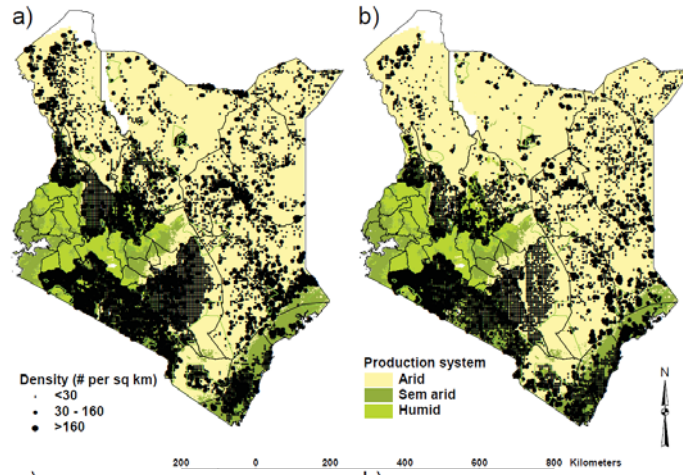 a)
b)
Density (# per sq km)
<30
30 - 160
>160
Production system
Arid
Sem arid
Humid
N
200 0 200 400 600 800 Kilometers